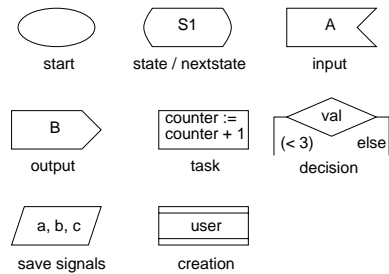 S1
A
start
state / nextstate
input
B
counter :=
counter + 1
val
(< 3)
else
output
task
decision
a, b, c
user
save signals
creation